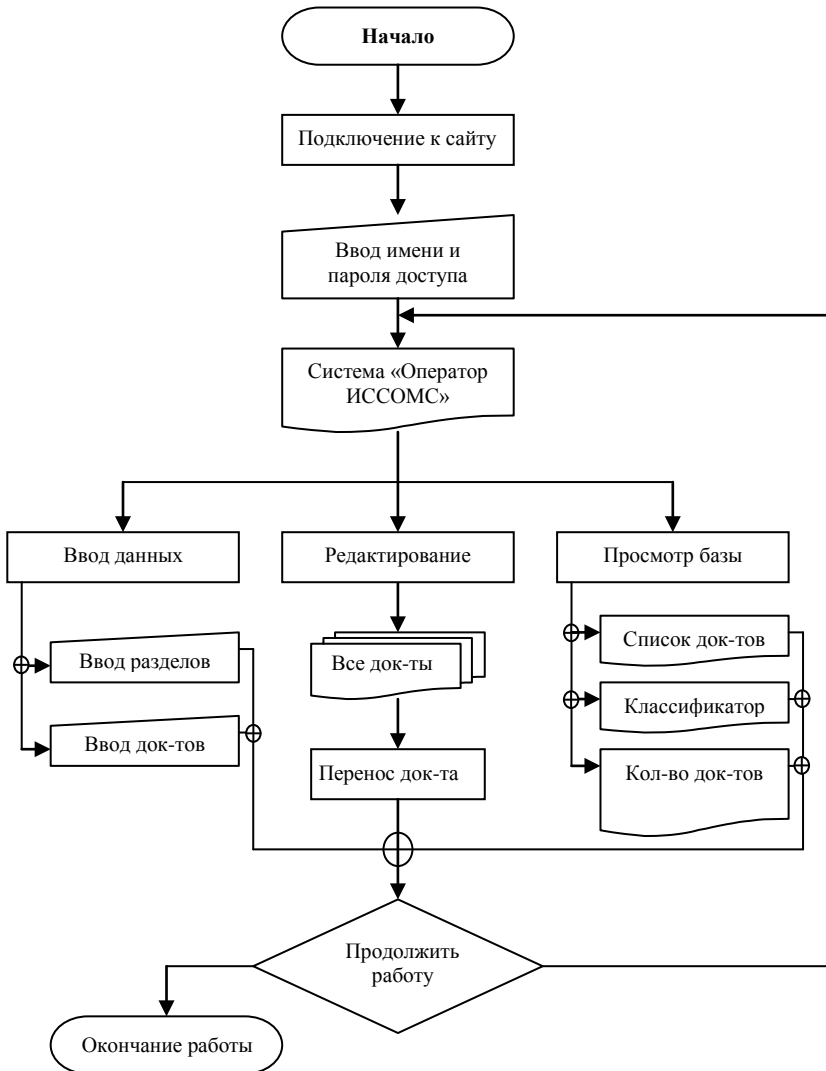 Начало
Подключение к сайту
Ввод имени и
пароля доступа
Система «Оператор
ИССОМС»
Ввод данных
Редактирование
Просмотр базы
Ввод разделов
Все док-ты
Список док-тов
Классификатор
Ввод док-тов
Перенос док-та
Кол-во док-тов
Продолжить
работу
Окончание работы